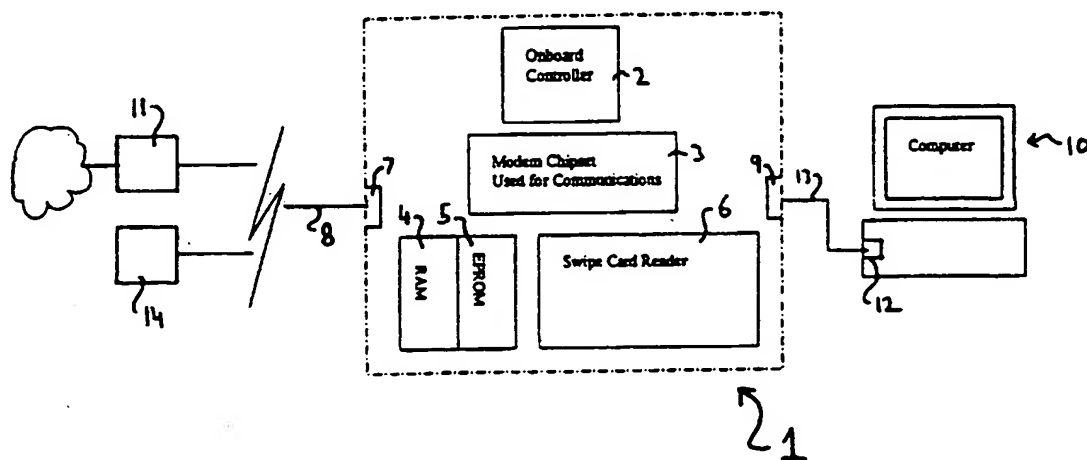 Onboard
Controller
2
11
Modem Chipset
Used for Communications
3
7
9
13
Computer
10
8
4
5
6
RAM
EPROM
Swipe Card Reader
12
14
1